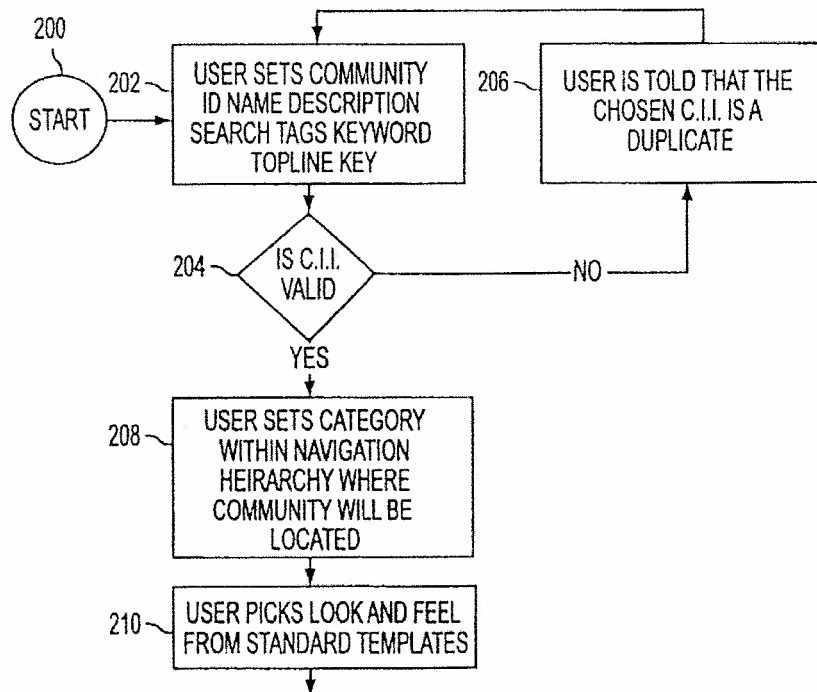 200
START
202
USER SETS COMMUNITY
ID NAME DESCRIPTION
SEARCH TAGS KEYWORD
TOPLINE KEY
206
USER IS TOLD THAT THE
CHOSEN C.I.I. IS A
DUPLICATE
204
IS C.I.I.
VALID
NO
YES
208
USER SETS CATEGORY
WITHIN NAVIGATION
HEIRARCHY WHERE
COMMUNITY WILL BE
LOCATED
210
USER PICKS LOOK AND FEEL
FROM STANDARD TEMPLATES